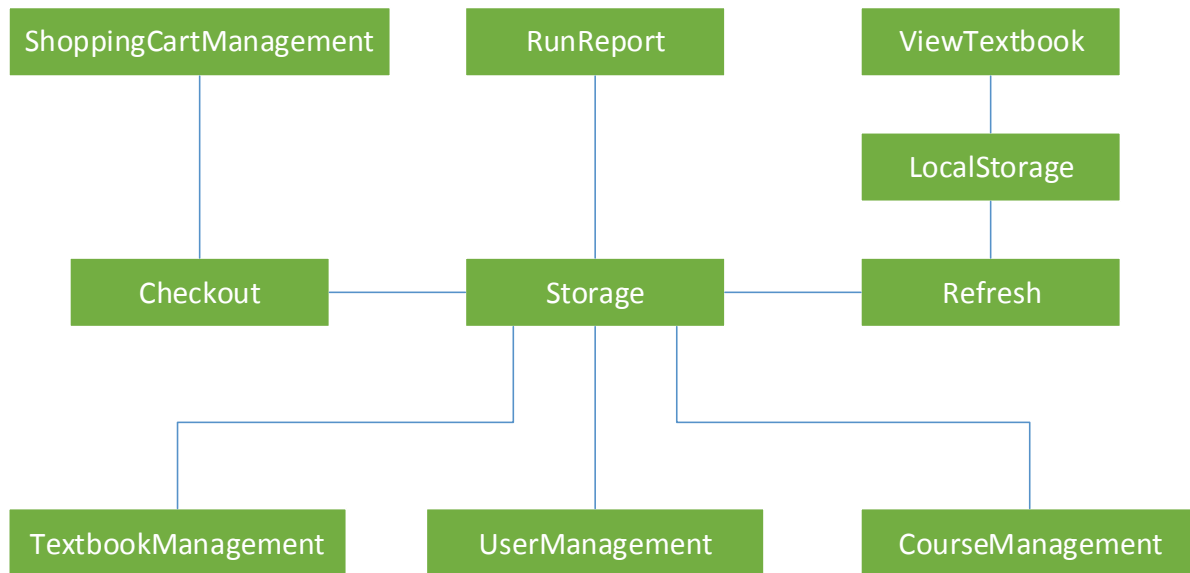 ShoppingCartManagement
RunReport
ViewTextbook
LocalStorage
Checkout
Storage
Refresh
TextbookManagement
UserManagement
CourseManagement